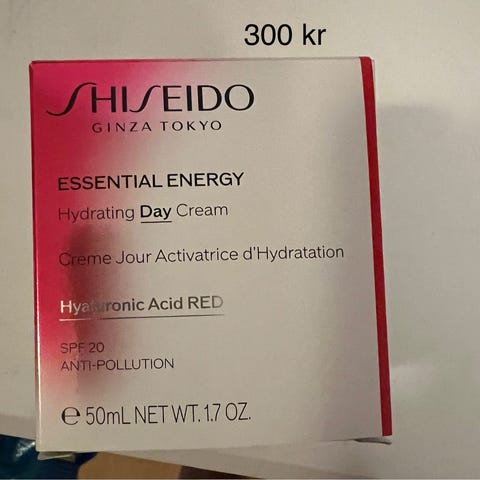 300 kr
SHISEIDO
GINZA TOKYO
ESSENTIAL ENERGY
Hydrating Day Cream
Crème Jour Activatrice d'Hydratation
Hyaluronic Acid RED
SPF 20
ANTI-POLLUTION
℮ 50mL NET WT. 1.7 OZ.